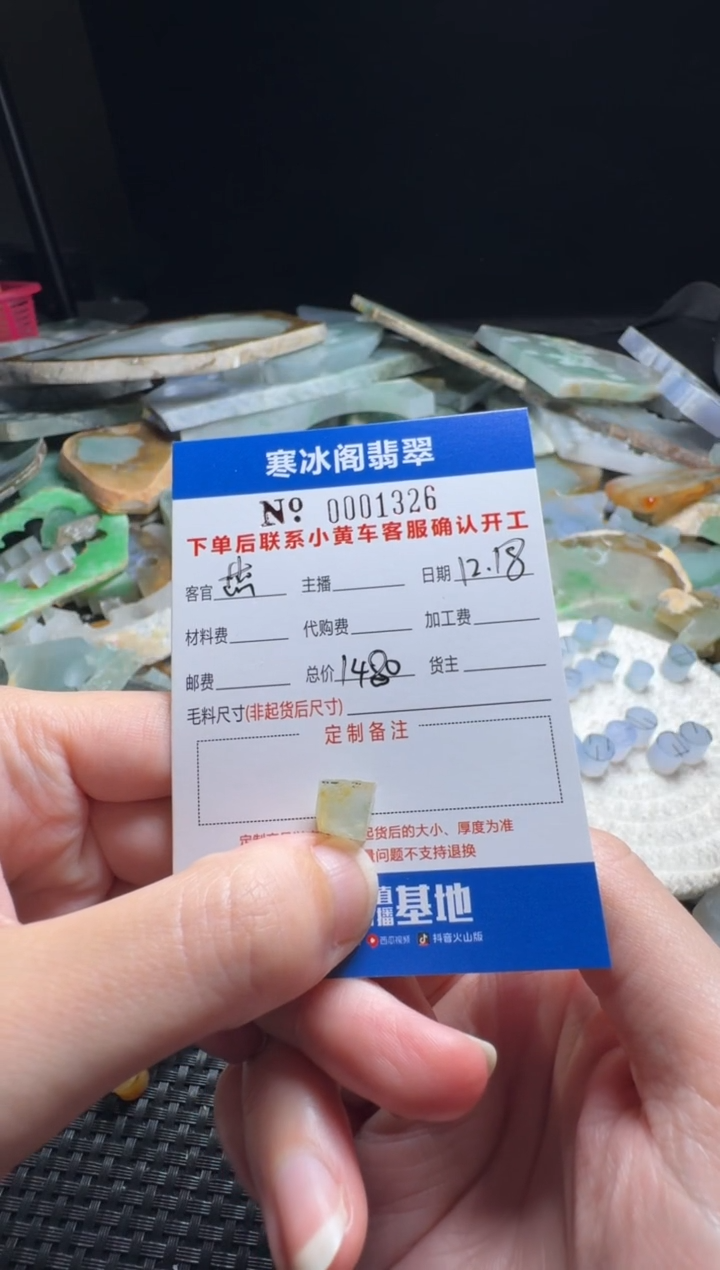 寒冰阁翡翠
Nº 0001326
下单后联系小黄车客服确认开工
客官 主播 日期 12.18
材料费 代购费 加工费
邮费 总价 1480 货主
毛料尺寸(非起货后尺寸)
定制备注
起货后的大小、厚度为准
问题不支持退换
基地
西瓜视频 抖音火山版